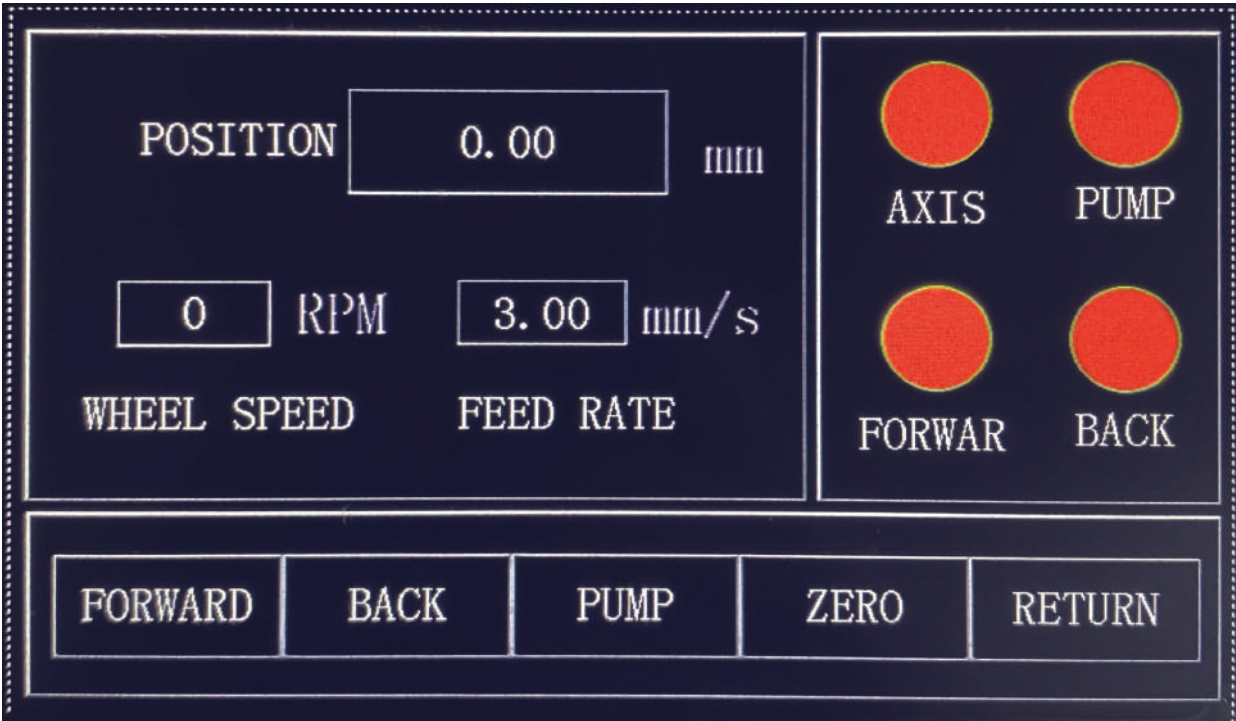 POSITION 0.00 mm
0 RPM 3.00 mm/s
WHEEL SPEED FEED RATE
AXIS PUMP
FORWAR BACK
FORWARD BACK PUMP ZERO RETURN